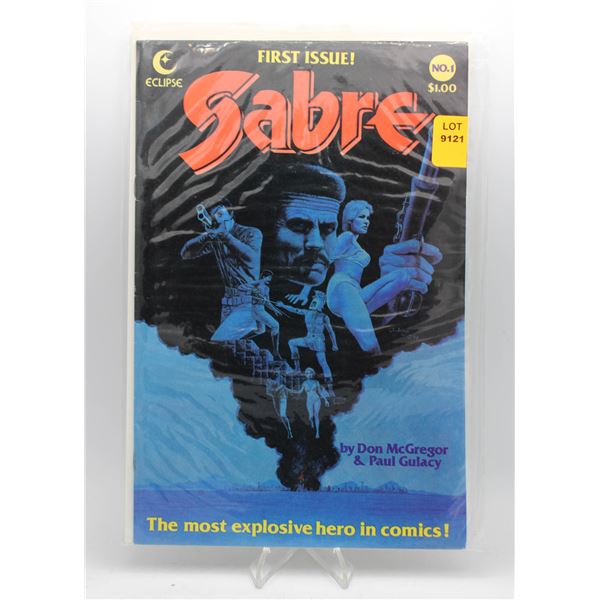 FIRST ISSUE!
ECLIPSE
NO.1
$1.00
Sabre
LOT
9121
by Don McGregor
& Paul Gulacy
The most explosive hero in comics!